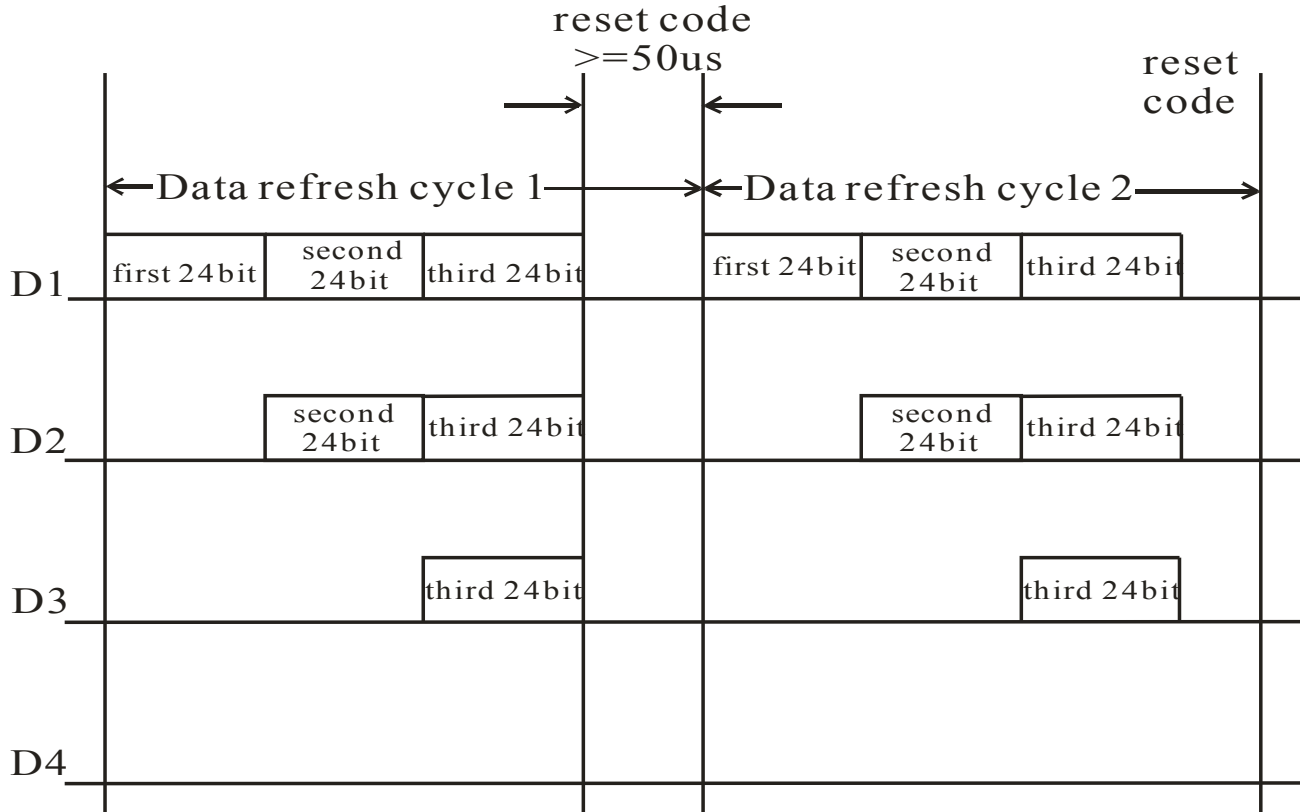 reset code
>=50us
reset
code
Data refresh cycle 1
Data refresh cycle 2
D1
first 24bit
second
24bit
third 24bit
first 24bit
second
24bit
third 24bit
D2
second
24bit
third 24bit
second
24bit
third 24bit
D3
third 24bit
third 24bit
D4